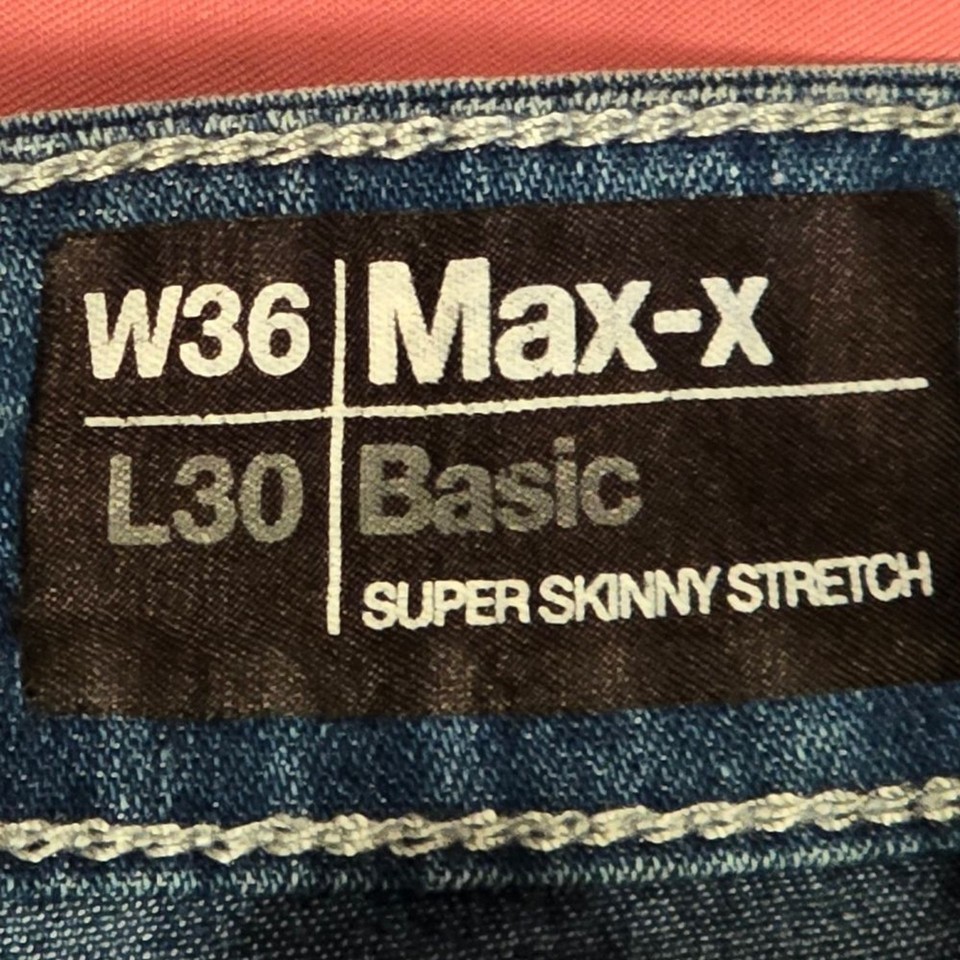 W36 Max-x
L30 Basic
SUPER SKINNY STRETCH